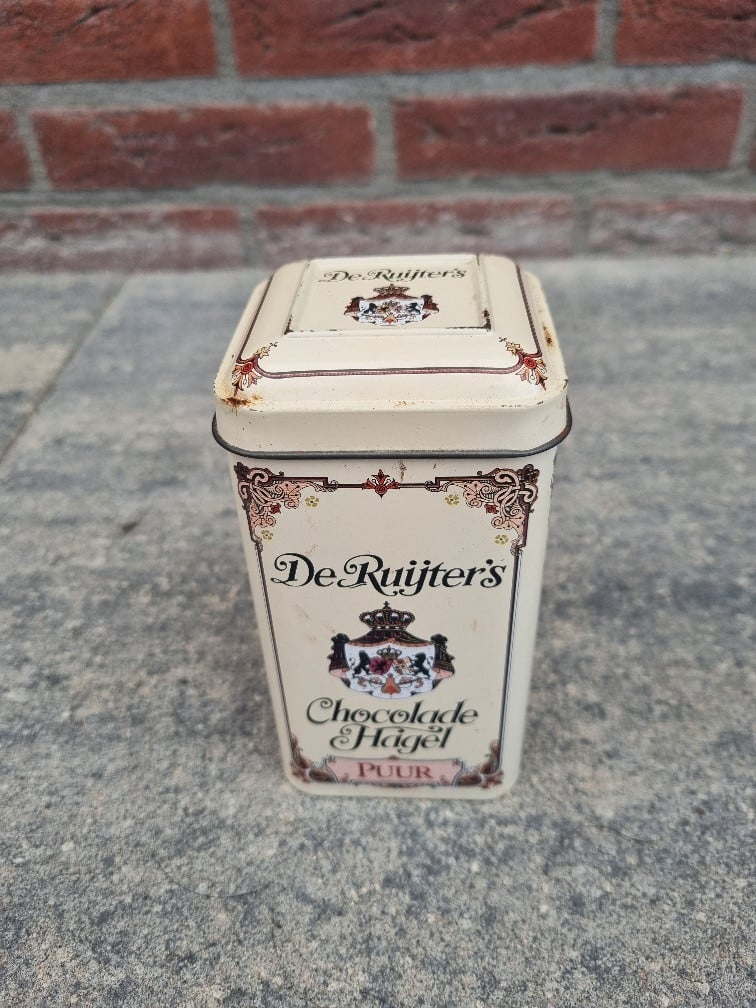 De Ruijter's
De Ruijter's
Chocolade
Hagel
PUUR